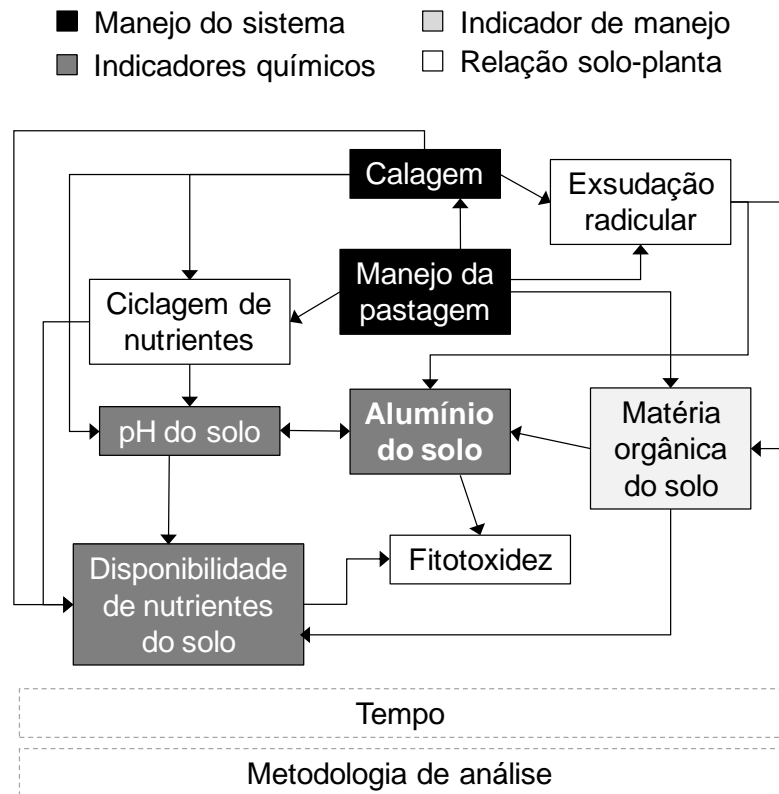 Manejo do sistema
Indicador de manejo
Indicadores químicos
Relação solo-planta
Calagem
Exsudação
radicular
Manejo da
pastagem
Ciclagem de
nutrientes
pH do solo
Alumínio
do solo
Matéria
orgânica
do solo
Disponibilidade
de nutrientes
do solo
Fitotoxidez
Tempo
Metodologia de análise